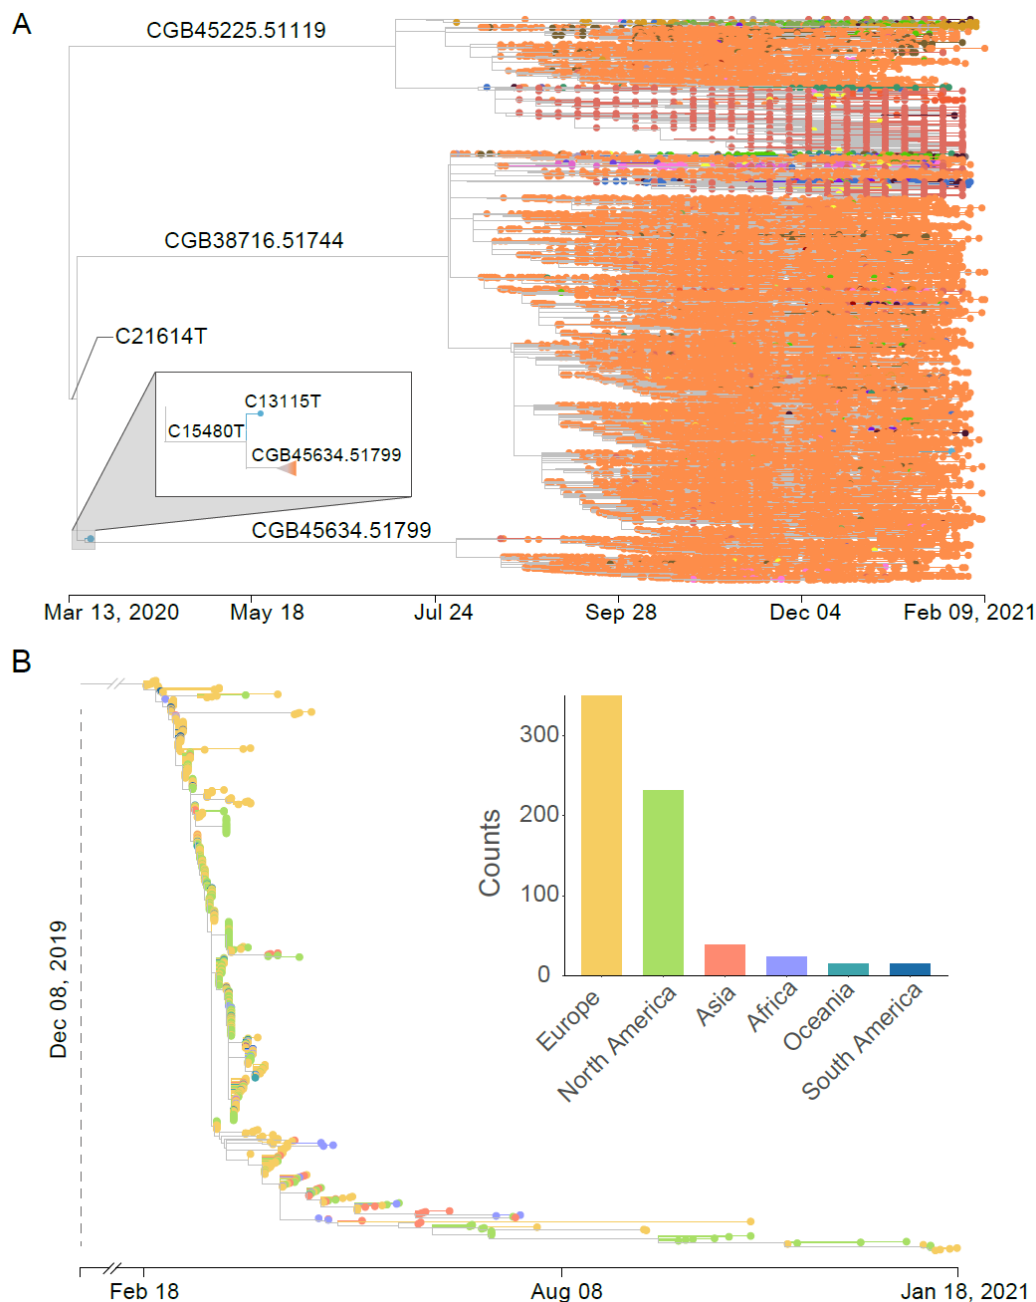 A
CGB45225.51119
CGB38716.51744
C21614T
C13115T
C15480T
CGB45634.51799
CGB45634.51799
Mar 13, 2020 May 18 Jul 24 Sep 28 Dec 04 Feb 09, 2021
B
Dec 08, 2019
Counts
300
200
100
0
Europe
North America
Asia
Africa
Oceania
South America
Feb 18 Aug 08 Jan 18, 2021